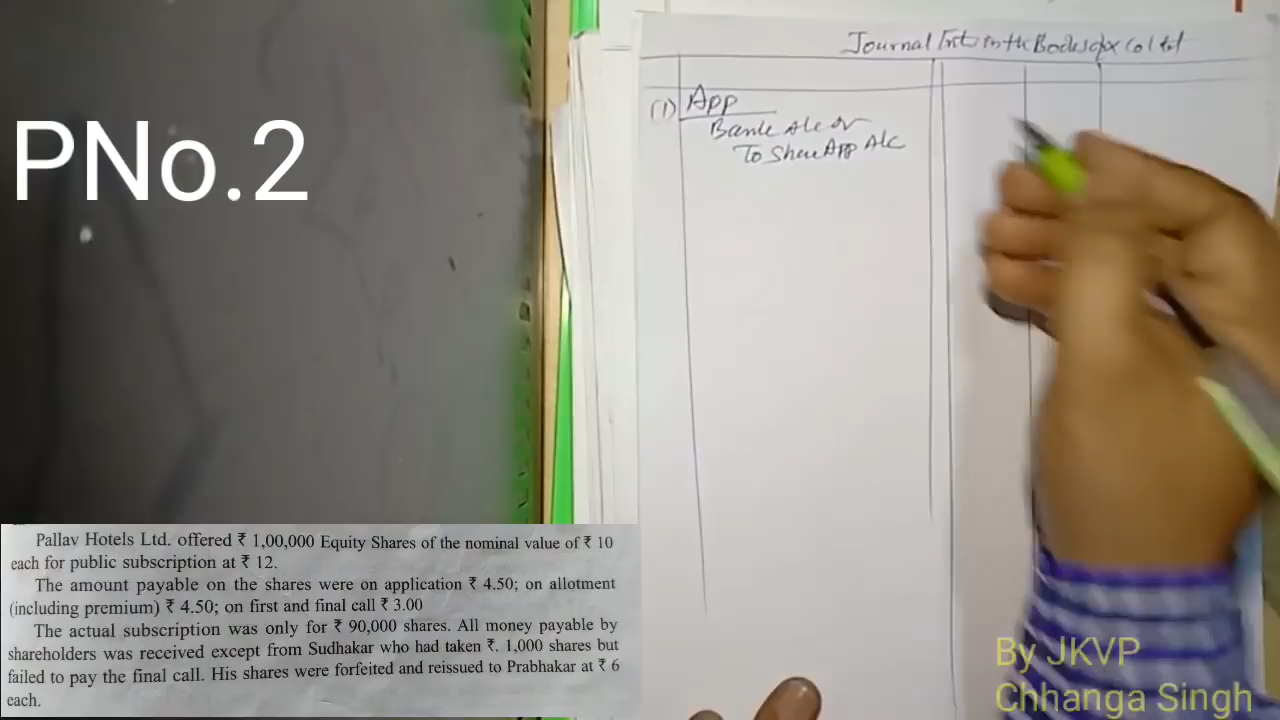 PNo.2
Journal in the Books of x Co Ltd
(1) App
Bank A/c Dr
To Share App A/c
Pallav Hotels Ltd. offered ₹ 1,00,000 Equity Shares of the nominal value of ₹ 10
each for public subscription at ₹ 12.
The amount payable on the shares were on application ₹ 4.50; on allotment
(including premium) ₹ 4.50; on first and final call ₹ 3.00
The actual subscription was only for ₹ 90,000 shares. All money payable by
shareholders was received except from Sudhakar who had taken ₹. 1,000 shares but
failed to pay the final call. His shares were forfeited and reissued to Prabhakar at ₹ 6
each.
By JKVP
Chhanga Singh